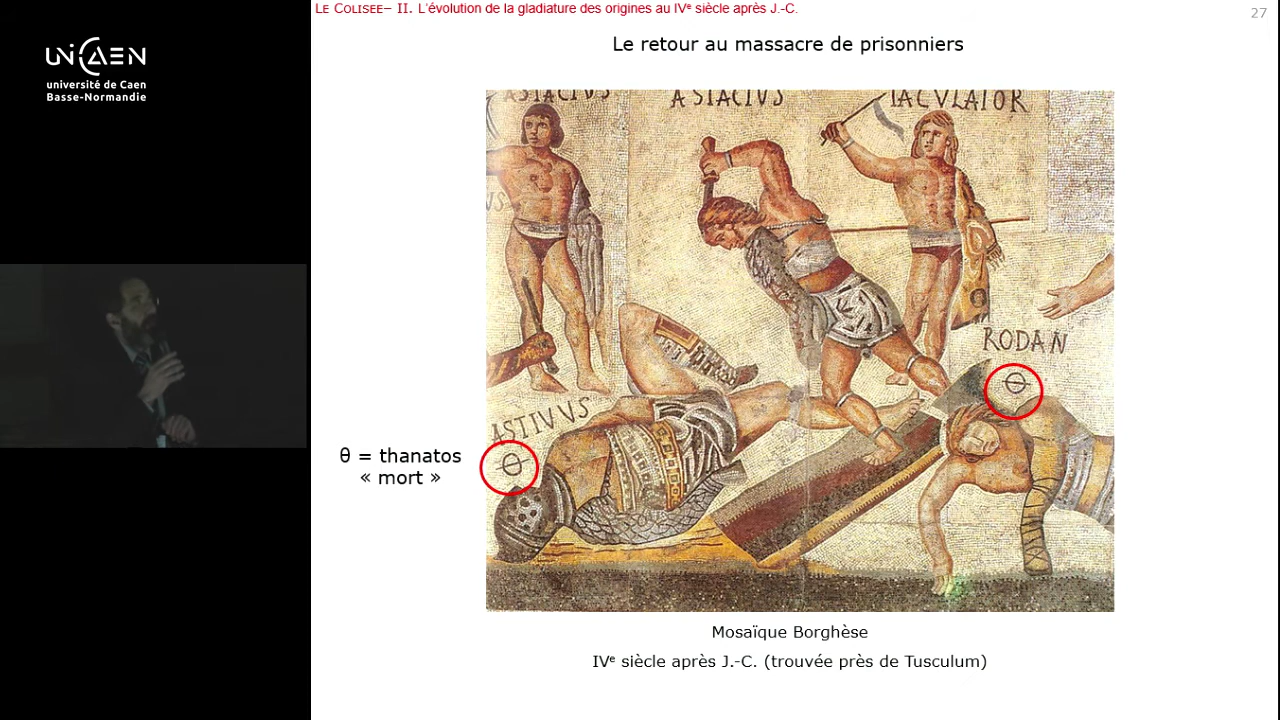 LE COLISEE– II. L'évolution de la gladiature des origines au IVe siècle après J.-C.
27
UNICAEN
université de Caen
Basse-Normandie
Le retour au massacre de prisonniers
ASTACIUS
ASTACIVS
IACVLATOR
VS
RODAN
Θ
ASTIVVS
Θ
θ = thanatos
« mort »
Mosaïque Borghèse
IVe siècle après J.-C. (trouvée près de Tusculum)